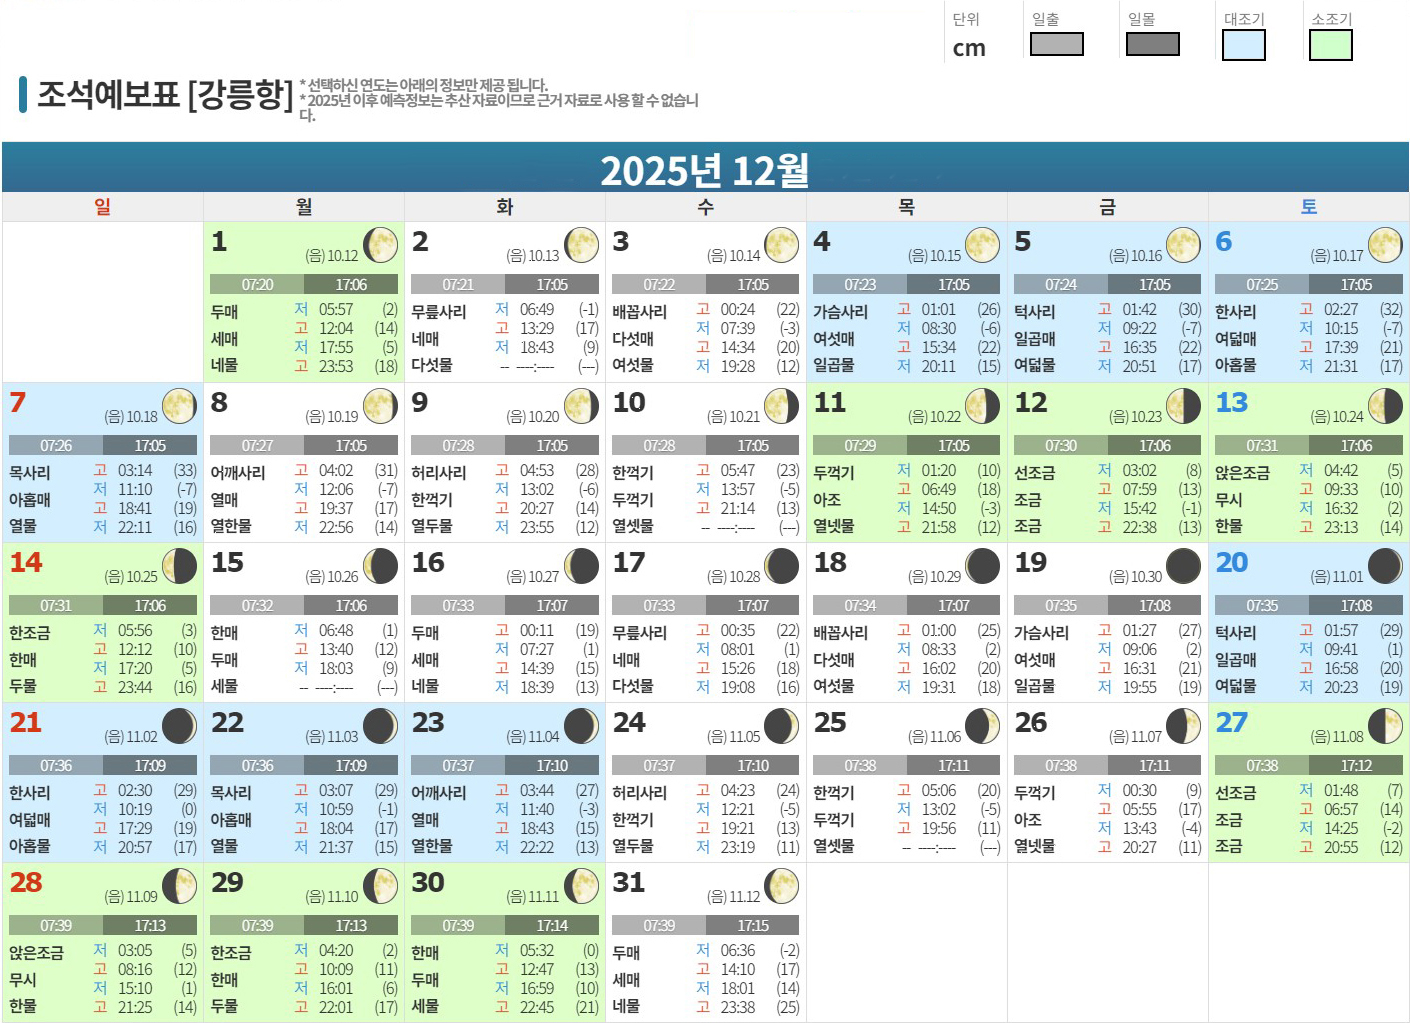 단위 일출 일몰 대조기 소조기
cm
조석예보표 [강릉항]
* 선택하신 연도는 아래의 정보만 제공 됩니다.
* 2025년 이후 예측정보는 추산 자료이므로 근거 자료로 사용 할 수 없습니
다.
2025년 12월
일 월 화 수 목 금 토
1 (음) 10.12
07:20 17:06
두매 세매 네물
저 05:57 (2)
고 12:04 (14)
저 17:55 (5)
고 23:53 (18)
2 (음) 10.13
07:21 17:05
무릎사리 네매 다섯물
저 06:49 (-1)
고 13:29 (17)
저 18:43 (9)
-- ----:---- (---)
3 (음) 10.14
07:22 17:05
배꼽사리 다섯매 여섯물
고 00:24 (22)
저 07:39 (-3)
고 14:34 (20)
저 19:28 (12)
4 (음) 10.15
07:23 17:05
가슴사리 여섯매 일곱물
고 01:01 (26)
저 08:30 (-6)
고 15:34 (22)
저 20:11 (15)
5 (음) 10.16
07:24 17:05
턱사리 일곱매 여덟물
고 01:42 (30)
저 09:22 (-7)
고 16:35 (22)
저 20:51 (17)
6 (음) 10.17
07:25 17:05
한사리 여덟매 아홉물
고 02:27 (32)
저 10:15 (-7)
고 17:39 (21)
저 21:31 (17)
7 (음) 10.18
07:26 17:05
목사리 아홉매 열물
고 03:14 (33)
저 11:10 (-7)
고 18:41 (19)
저 22:11 (16)
8 (음) 10.19
07:27 17:05
어깨사리 열매 열한물
고 04:02 (31)
저 12:06 (-7)
고 19:37 (17)
저 22:56 (14)
9 (음) 10.20
07:28 17:05
허리사리 한꺽기 열두물
고 04:53 (28)
저 13:02 (-6)
고 20:27 (14)
저 23:55 (12)
10 (음) 10.21
07:28 17:05
한꺽기 두꺽기 열셋물
고 05:47 (23)
저 13:57 (-5)
고 21:14 (13)
-- ----:---- (---)
11 (음) 10.22
07:29 17:05
두꺽기 아조 열넷물
저 01:20 (10)
고 06:49 (18)
저 14:50 (-3)
고 21:58 (12)
12 (음) 10.23
07:30 17:06
선조금 조금 조금
저 03:02 (8)
고 07:59 (13)
저 15:42 (-1)
고 22:38 (13)
13 (음) 10.24
07:31 17:06
앉은조금 무시 한물
저 04:42 (5)
고 09:33 (10)
저 16:32 (2)
고 23:13 (14)
14 (음) 10.25
07:31 17:06
한조금 한매 두물
저 05:56 (3)
고 12:12 (10)
저 17:20 (5)
고 23:44 (16)
15 (음) 10.26
07:32 17:06
한매 두매 세물
저 06:48 (1)
고 13:40 (12)
저 18:03 (9)
-- ----:---- (---)
16 (음) 10.27
07:33 17:07
두매 세매 네물
고 00:11 (19)
저 07:27 (1)
고 14:39 (15)
저 18:39 (13)
17 (음) 10.28
07:33 17:07
무릎사리 네매 다섯물
고 00:35 (22)
저 08:01 (1)
고 15:26 (18)
저 19:08 (16)
18 (음) 10.29
07:34 17:07
배꼽사리 다섯매 여섯물
고 01:00 (25)
저 08:33 (2)
고 16:02 (20)
저 19:31 (18)
19 (음) 10.30
07:35 17:08
가슴사리 여섯매 일곱물
고 01:27 (27)
저 09:06 (2)
고 16:31 (21)
저 19:55 (19)
20 (음) 11.01
07:35 17:08
턱사리 일곱매 여덟물
고 01:57 (29)
저 09:41 (1)
고 16:58 (20)
저 20:23 (19)
21 (음) 11.02
07:36 17:09
한사리 여덟매 아홉물
고 02:30 (29)
저 10:19 (0)
고 17:29 (19)
저 20:57 (17)
22 (음) 11.03
07:36 17:09
목사리 아홉매 열물
고 03:07 (29)
저 10:59 (-1)
고 18:04 (17)
저 21:37 (15)
23 (음) 11.04
07:37 17:10
어깨사리 열매 열한물
고 03:44 (27)
저 11:40 (-3)
고 18:43 (15)
저 22:22 (13)
24 (음) 11.05
07:37 17:10
허리사리 한꺽기 열두물
고 04:23 (24)
저 12:21 (-5)
고 19:21 (13)
저 23:19 (11)
25 (음) 11.06
07:38 17:11
한꺽기 두꺽기 열셋물
고 05:06 (20)
저 13:02 (-5)
고 19:56 (11)
-- ----:---- (---)
26 (음) 11.07
07:38 17:11
두꺽기 아조 열넷물
저 00:30 (9)
고 05:55 (17)
저 13:43 (-4)
고 20:27 (11)
27 (음) 11.08
07:38 17:12
선조금 조금 조금
저 01:48 (7)
고 06:57 (14)
저 14:25 (-2)
고 20:55 (12)
28 (음) 11.09
07:39 17:13
앉은조금 무시 한물
저 03:05 (5)
고 08:16 (12)
저 15:10 (1)
고 21:25 (14)
29 (음) 11.10
07:39 17:13
한조금 한매 두물
저 04:20 (2)
고 10:09 (11)
저 16:01 (6)
고 22:01 (17)
30 (음) 11.11
07:39 17:14
한매 두매 세물
저 05:32 (0)
고 12:47 (13)
저 16:59 (10)
고 22:45 (21)
31 (음) 11.12
07:39 17:15
두매 세매 네물
저 06:36 (-2)
고 14:10 (17)
저 18:01 (14)
고 23:38 (25)